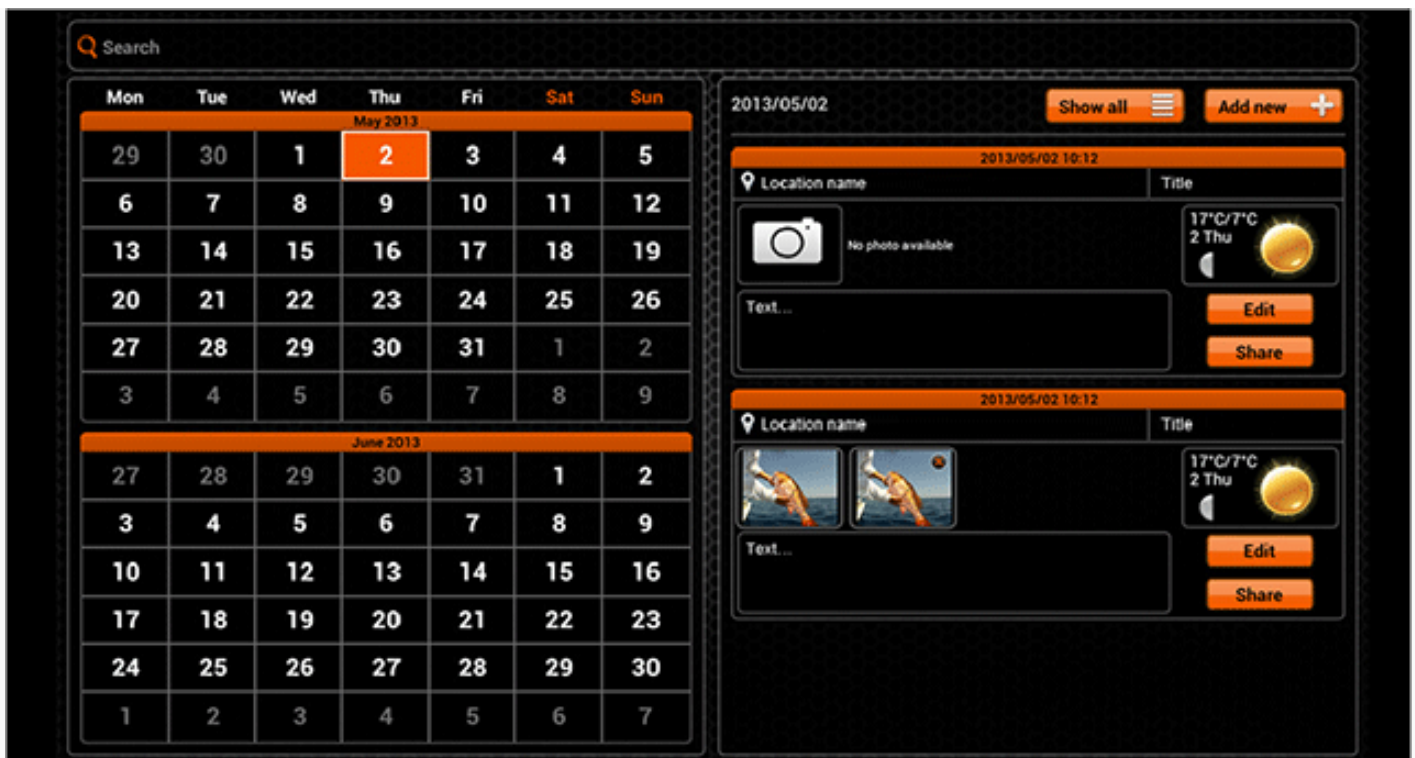 Search
Mon Tue Wed Thu Fri Sat Sun
May 2013
29 30 1 2 3 4 5
6 7 8 9 10 11 12
13 14 15 16 17 18 19
20 21 22 23 24 25 26
27 28 29 30 31 1 2
3 4 5 6 7 8 9
June 2013
27 28 29 30 31 1 2
3 4 5 6 7 8 9
10 11 12 13 14 15 16
17 18 19 20 21 22 23
24 25 26 27 28 29 30
1 2 3 4 5 6 7
2013/05/02 Show all Add new
2013/05/02 10:12
Location name Title
No photo available
17°C/7°C
2 Thu
Text...
Edit
Share
2013/05/02 10:12
Location name Title
17°C/7°C
2 Thu
Text...
Edit
Share